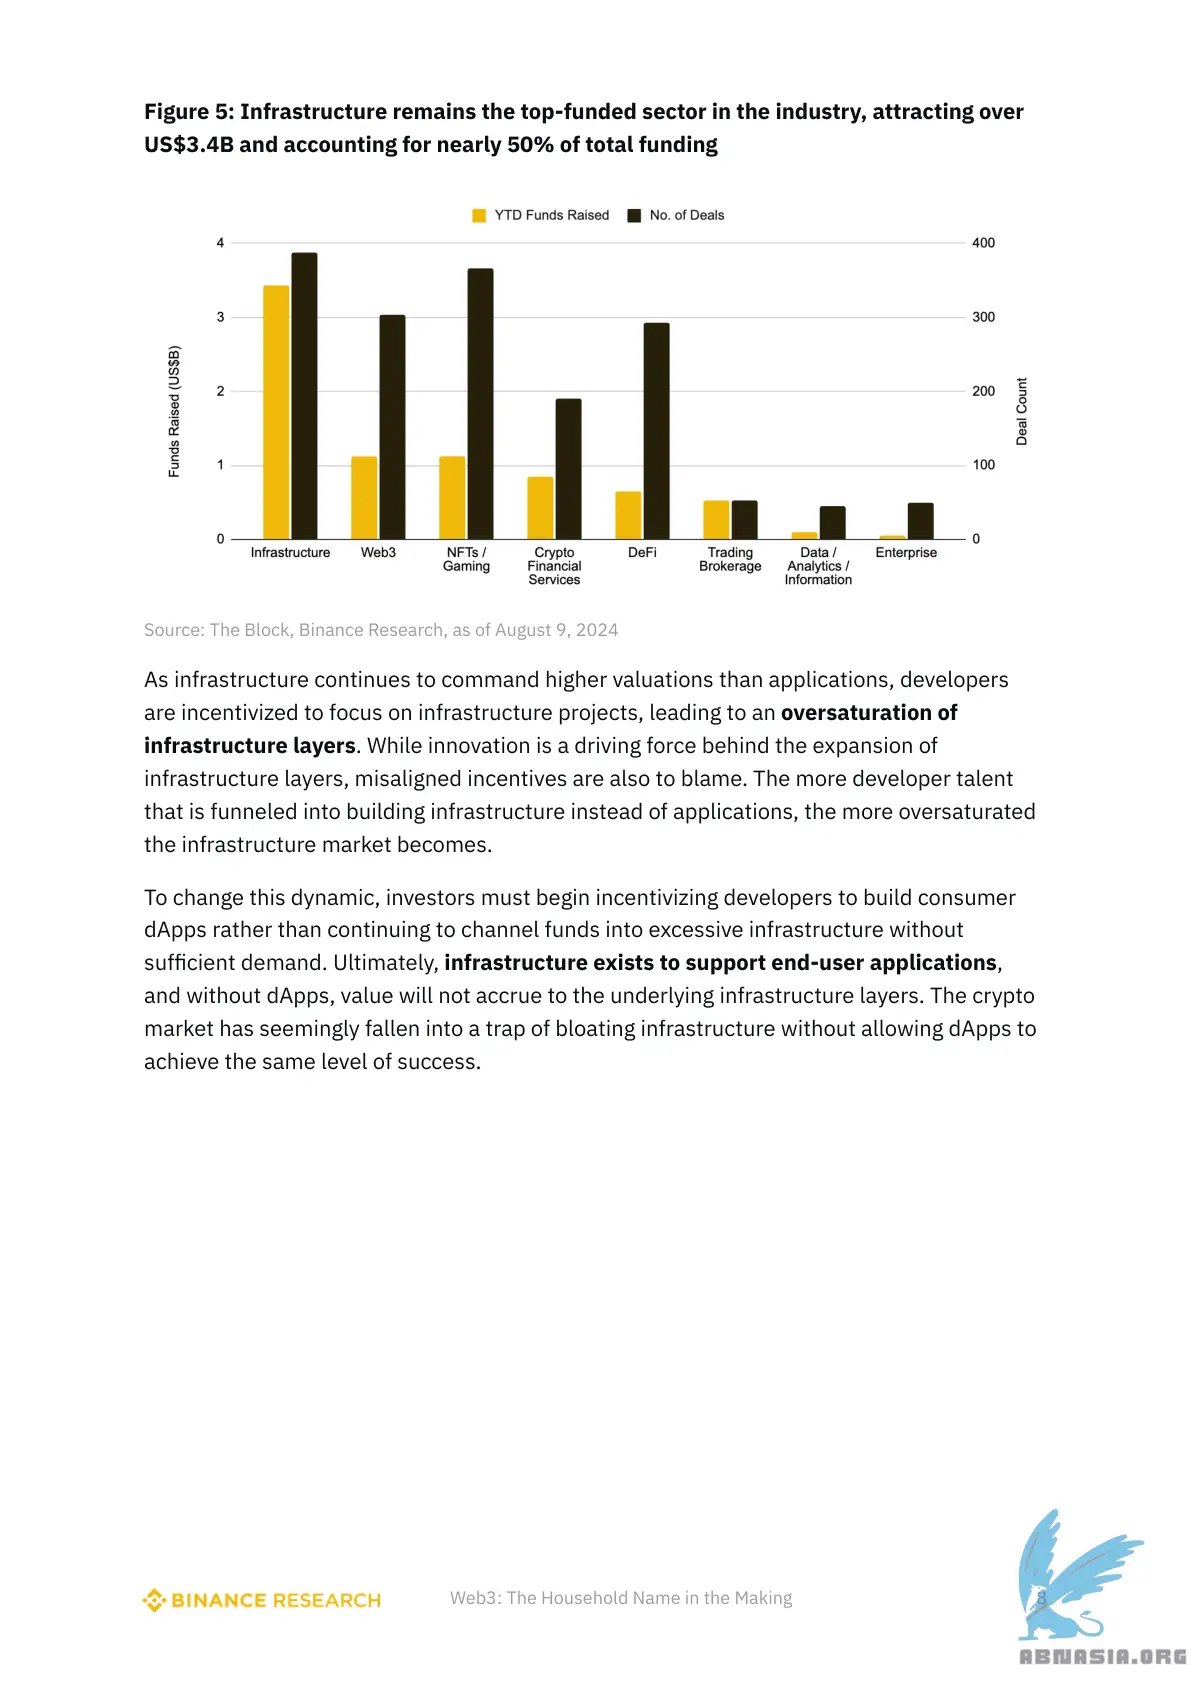 Figure 5: Infrastructure remains the top-funded sector in the industry, attracting over
US$3.4B and accounting for nearly 50% of total funding
YTD Funds Raised No. of Deals
4 400
3 300
2 200
1 100
0 0
Funds Raised (US$B)
Deal Count
Infrastructure Web3 NFTs / Crypto DeFi Trading Data / Enterprise
Gaming Financial Brokerage Analytics /
Services Information
Source: The Block, Binance Research, as of August 9, 2024
As infrastructure continues to command higher valuations than applications, developers
are incentivized to focus on infrastructure projects, leading to an oversaturation of
infrastructure layers. While innovation is a driving force behind the expansion of
infrastructure layers, misaligned incentives are also to blame. The more developer talent
that is funneled into building infrastructure instead of applications, the more oversaturated
the infrastructure market becomes.
To change this dynamic, investors must begin incentivizing developers to build consumer
dApps rather than continuing to channel funds into excessive infrastructure without
sufficient demand. Ultimately, infrastructure exists to support end-user applications,
and without dApps, value will not accrue to the underlying infrastructure layers. The crypto
market has seemingly fallen into a trap of bloating infrastructure without allowing dApps to
achieve the same level of success.
BINANCE RESEARCH Web3: The Household Name in the Making 8
ABNASIA.ORG